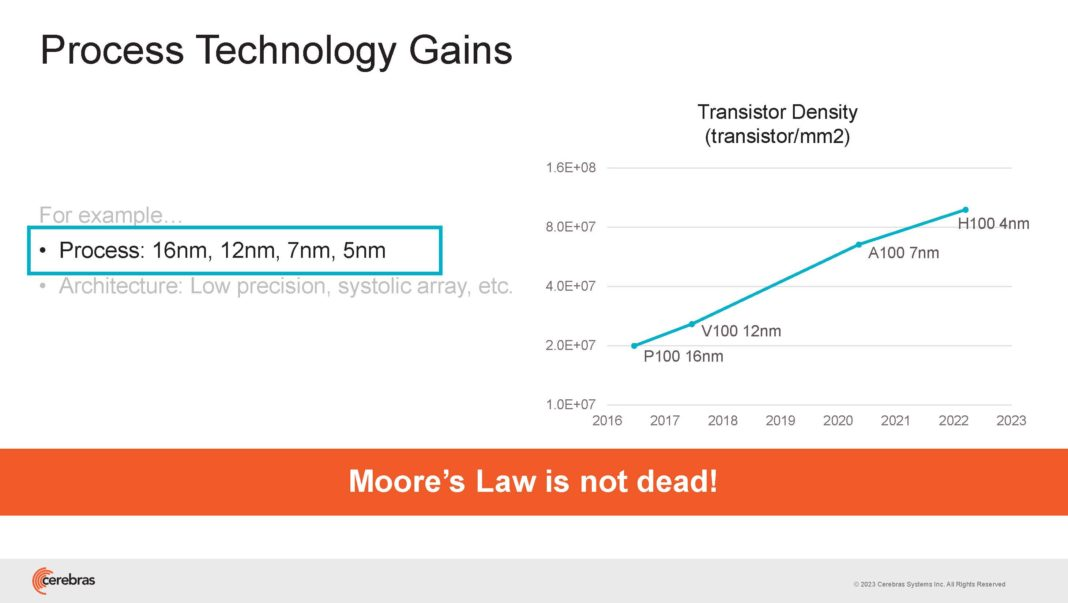 Process Technology Gains
For example…
• Process: 16nm, 12nm, 7nm, 5nm
• Architecture: Low precision, systolic array, etc.
Transistor Density
(transistor/mm2)
1.6E+08
8.0E+07
4.0E+07
2.0E+07
1.0E+07
H100 4nm
A100 7nm
V100 12nm
P100 16nm
2016 2017 2018 2019 2020 2021 2022 2023
Moore’s Law is not dead!
cerebras
© 2023 Cerebras Systems Inc. All Rights Reserved